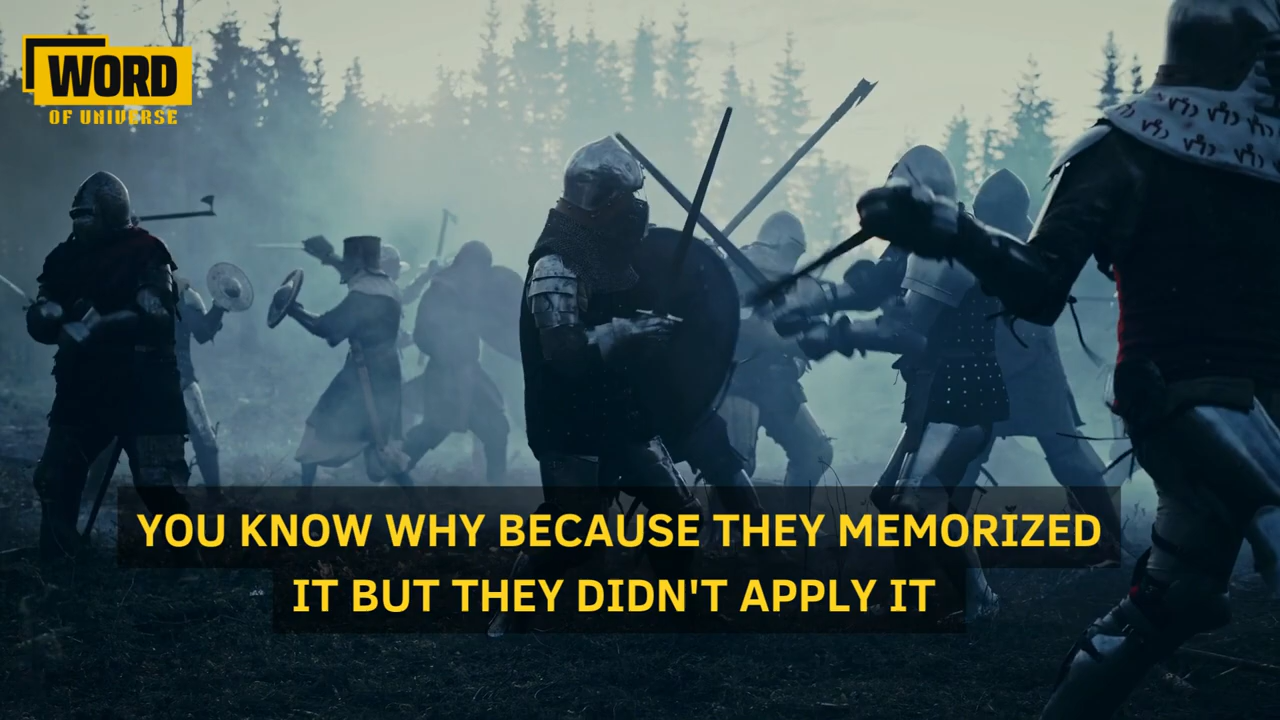 WORD
OF UNIVERSE
YOU KNOW WHY BECAUSE THEY MEMORIZED
IT BUT THEY DIDN'T APPLY IT